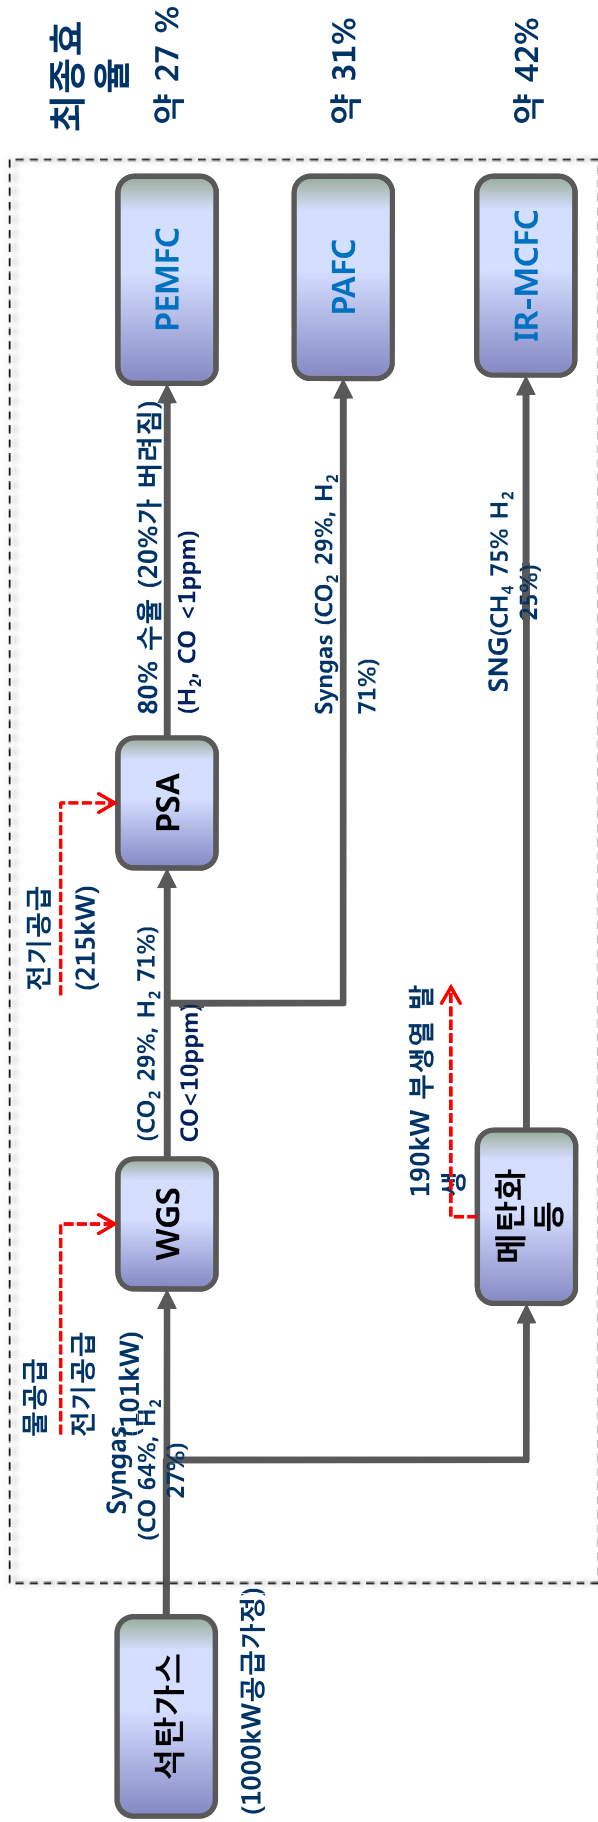 최종효
율
물공급
전기공급
(101kW)
전기공급
(215kW)
석탄가스
(1000kW공급가정)
Syngas
(CO 64%, H2
27%)
WGS
(CO2 29%, H2 71%)
CO<10ppm)
PSA
80% 수율 (20%가 버려짐)
(H2, CO <1ppm)
PEMFC
약 27 %
Syngas (CO2 29%, H2
71%)
PAFC
약 31%
190kW 부생열 발
생
메탄화
등
SNG(CH4 75% H2
25%)
IR-MCFC
약 42%